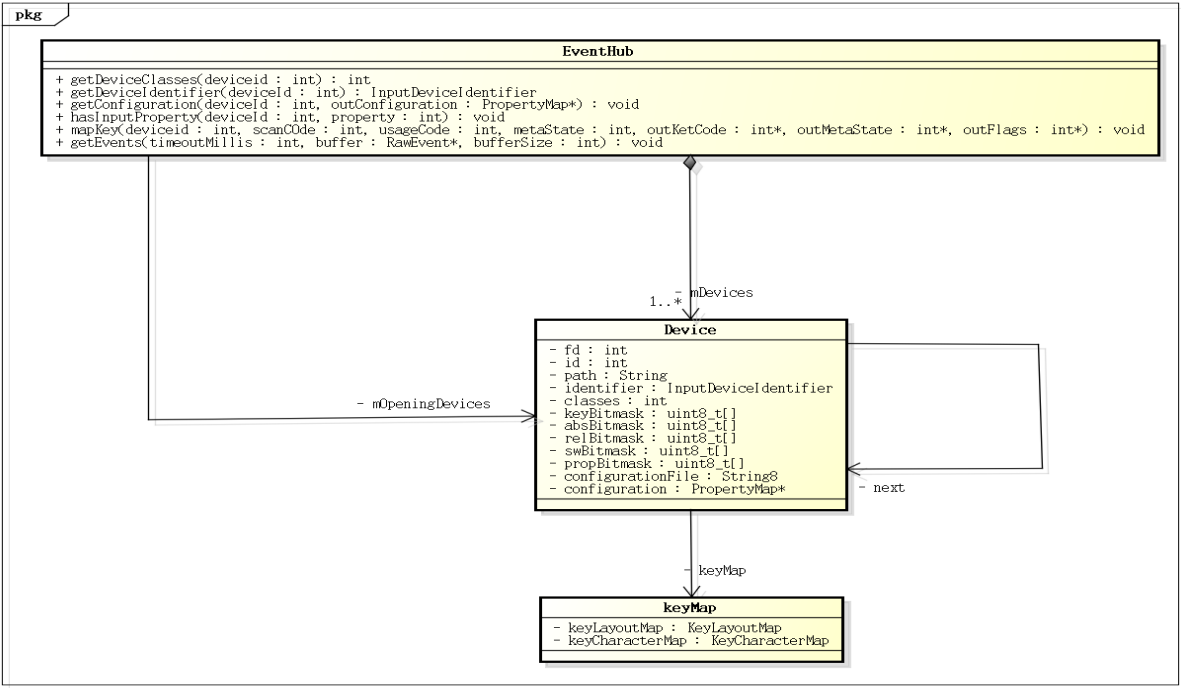 pkg
EventHub
+ getDeviceClasses(deviceid : int) : int
+ getDeviceIdentifier(deviceId : int) : InputDeviceIdentifier
+ getConfiguration(deviceId : int, outConfiguration : PropertyMap*) : void
+ hasInputProperty(deviceId : int, property : int) : void
+ mapKey(deviceid : int, scanCOde : int, usageCode : int, metaState : int, outKetCode : int*, outMetaState : int*, outFlags : int*) : void
+ getEvents(timeoutMillis : int, buffer : RawEvent*, bufferSize : int) : void
- mDevices
1..*
Device
- fd : int
- id : int
- path : String
- identifier : InputDeviceIdentifier
- classes : int
- keyBitmask : uint8_t[]
- absBitmask : uint8_t[]
- relBitmask : uint8_t[]
- swBitmask : uint8_t[]
- propBitmask : uint8_t[]
- configurationFile : String8
- configuration : PropertyMap*
- mOpeningDevices
- next
- keyMap
keyMap
- keyLayoutMap : KeyLayoutMap
- keyCharacterMap : KeyCharacterMap